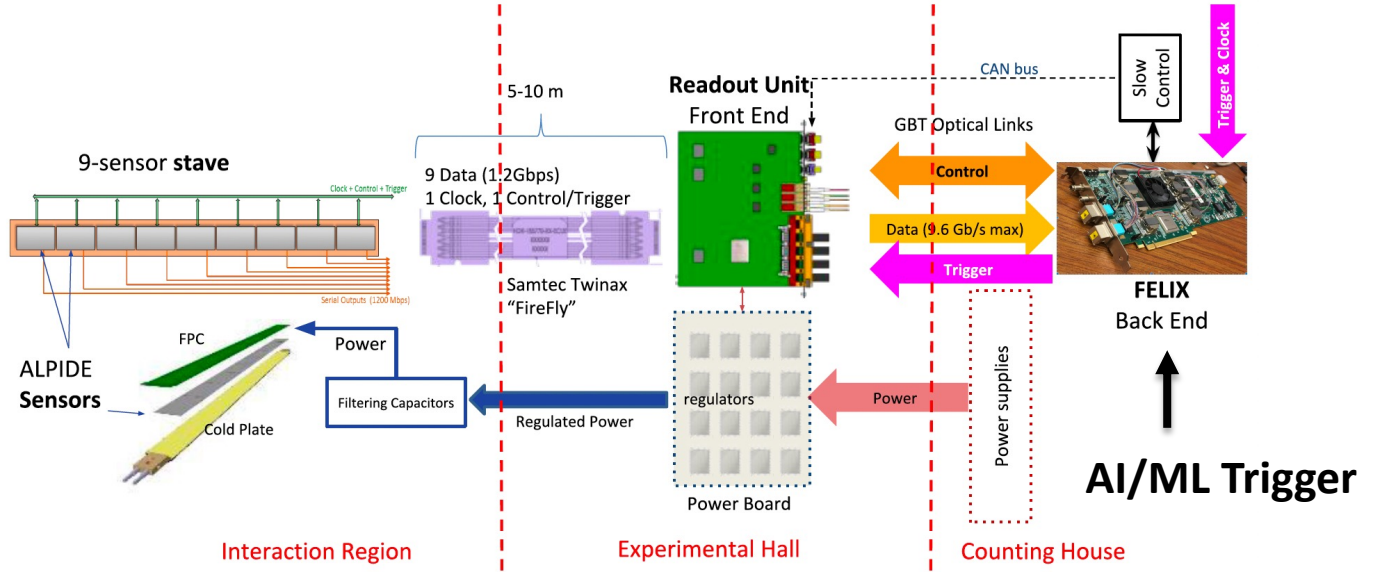 Readout Unit
Front End
CAN bus
Slow
Control
Trigger & Clock
5-10 m
GBT Optical Links
9-sensor stave
9 Data (1.2Gbps)
1 Clock, 1 Control/Trigger
Clock + Control + Trigger
Control
Data (9.6 Gb/s max)
Trigger
Serial Outputs (1200 Mbps)
Samtec Twinax
“FireFly”
FELIX
Back End
FPC
Power
ALPIDE
Sensors
Cold Plate
Filtering Capacitors
Regulated Power
regulators
Power
Power supplies
Power Board
AI/ML Trigger
Interaction Region
Experimental Hall
Counting House